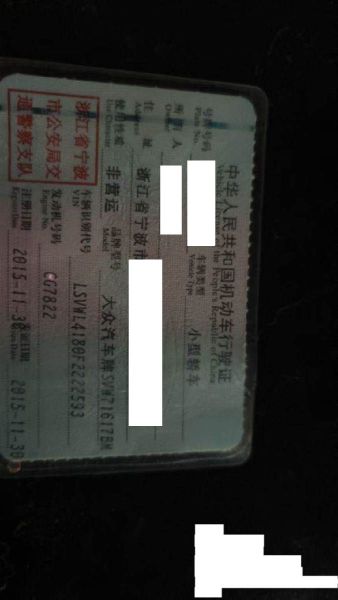 中华人民共和国机动车行驶证
Vehicle License of the People's Republic of China
号牌号码 车辆类型 小型轿车
Plate No. Vehicle Type
所有人
Owner
住址 浙江省宁波市
Address
使用性质 非营运 品牌型号 大众汽车牌SVW71617BM
Use Character Model
浙江省宁波市公安局交通警察支队
车辆识别代号 LSVWL4180F2222593
VIN
发动机号码 CG7822
Engine No.
注册日期 2015-11-30 发证日期 2015-11-30
Register Date Issue Date